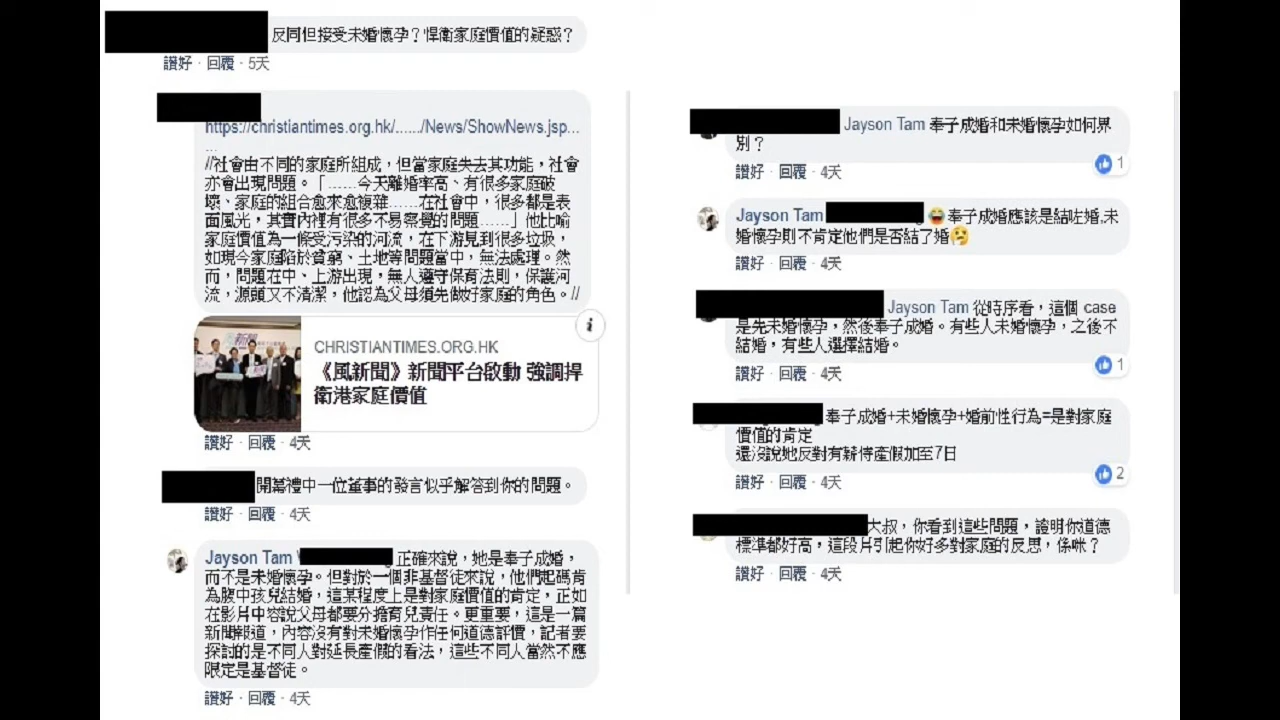 反同但接受未婚懷孕？悍衛家庭價值的疑惑？
讚好 · 回覆 · 5天
https://christiantimes.org.hk/....../News/ShowNews.jsp...
...
//社會由不同的家庭所組成，但當家庭失去其功能，社會
亦會出現問題。「......今天離婚率高、有很多家庭破
壞、家庭的組合愈來愈複雜......在社會中，很多都是表
面風光，其實內裡有很多不易察覺的問題......」他比喻
家庭價值為一條受污染的河流，在下游見到很多垃圾，
如現今家庭陷於貧窮、土地等問題當中，無法處理。然
而，問題在中、上游出現，無人遵守保育法則，保護河
流，源頭又不清潔，他認為父母須先做好家庭的角色。//
CHRISTIANTIMES.ORG.HK
《風新聞》新聞平台啟動 強調捍
衛港家庭價值
讚好 · 回覆 · 4天
開幕禮中一位董事的發言似乎解答到你的問題。
讚好 · 回覆 · 4天
Jayson Tam 正確來說，她是奉子成婚，
而不是未婚懷孕。但對於一個非基督徒來說，他們起碼肯
為腹中孩兒結婚，這某程度上是對家庭價值的肯定，正如
在影片中容說父母都要分擔育兒責任。更重要，這是一篇
新聞報道，內容沒有對未婚懷孕作任何道德評價，記者要
探討的是不同人對延長產假的看法，這些不同人當然不應
限定是基督徒。
讚好 · 回覆 · 4天
Jayson Tam 奉子成婚和未婚懷孕如何界
別？
1
讚好 · 回覆 · 4天
Jayson Tam 😂奉子成婚應該是結咗婚,未
婚懷孕則不肯定他們是否結了婚🤔
讚好 · 回覆 · 4天
Jayson Tam 從時序看，這個 case
是先未婚懷孕，然後奉子成婚。有些人未婚懷孕，之後不
結婚，有些人選擇結婚。
1
讚好 · 回覆 · 4天
奉子成婚+未婚懷孕+婚前性行為=是對家庭
價值的肯定
還沒說她反對有薪侍產假加至7日
2
讚好 · 回覆 · 4天
大叔，你看到這些問題，證明你道德
標準都好高，這段片引起你好多對家庭的反思，係咪？
讚好 · 回覆 · 4天